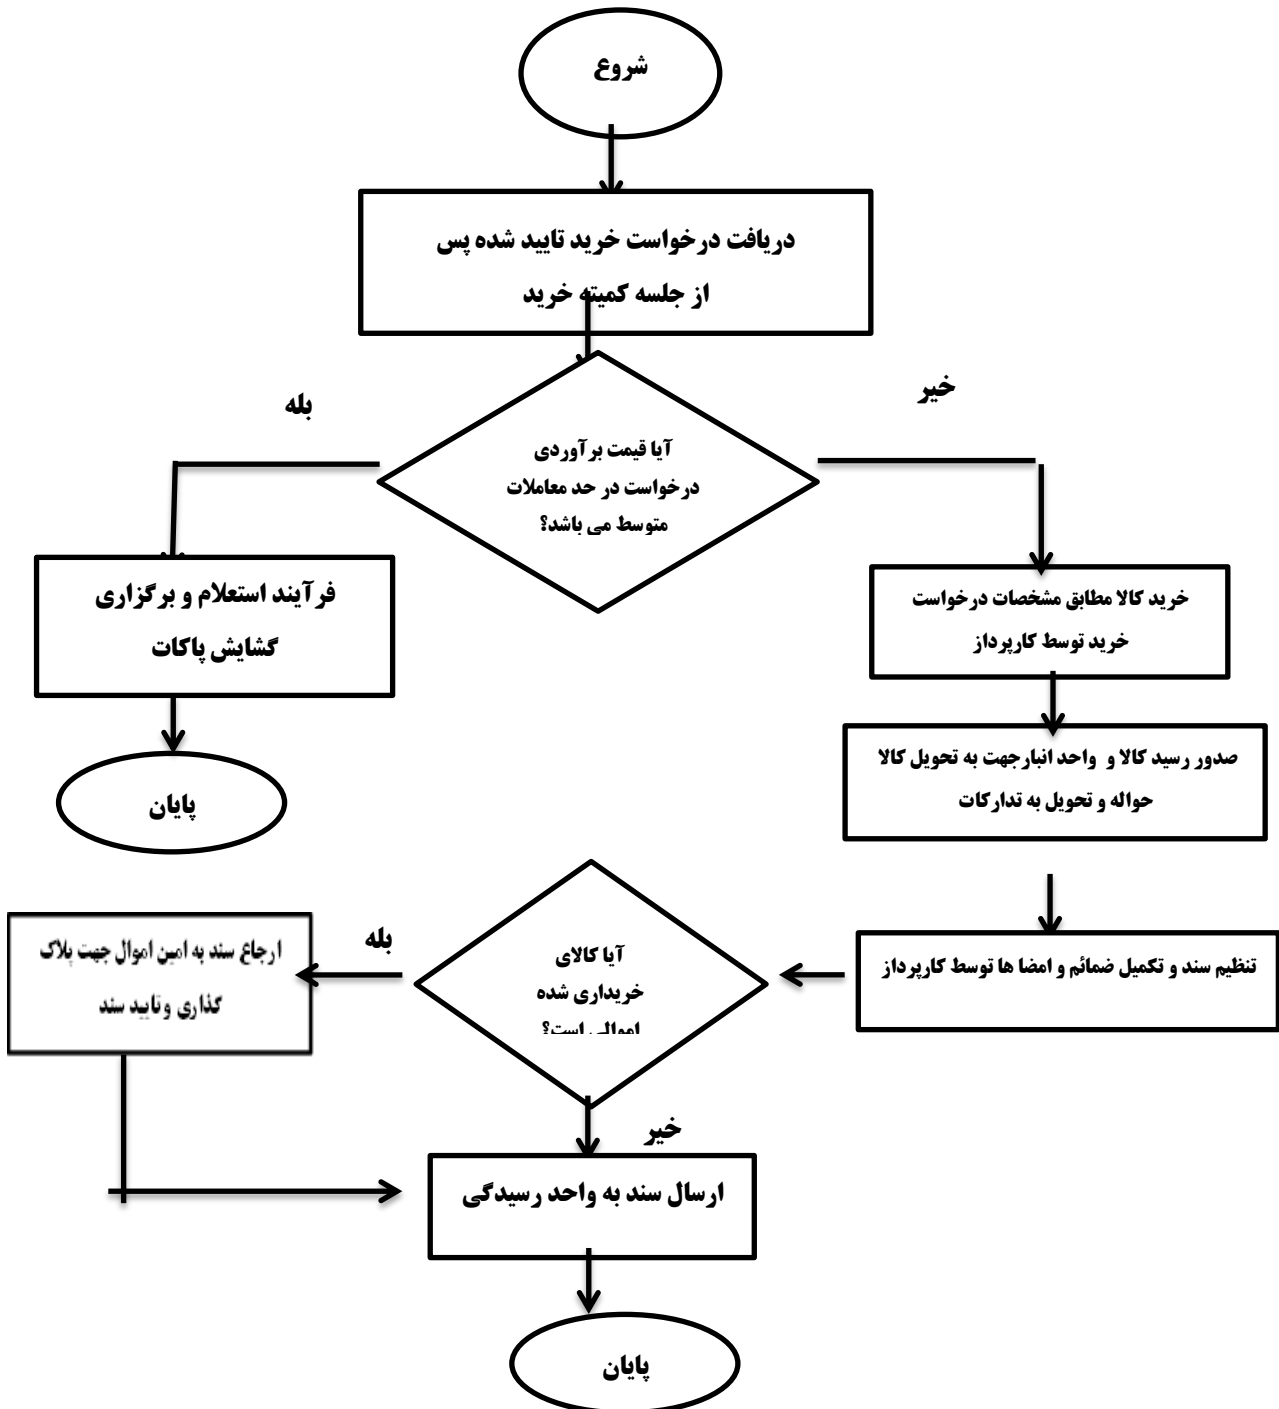 شروع
دریافت درخواست خرید تایید شده پس
از جلسه کمیته خرید
خیر
بله
آیا قیمت برآوردی
درخواست در حد معاملات
متوسط می باشد؟
فرآیند استعلام و برگزاری
گشایش پاکات
خرید کالا مطابق مشخصات درخواست
خرید توسط کارپرداز
صدور رسید کالا و واحد انبارجهت به تحویل کالا
حواله و تحویل به تدارکات
پایان
تنظیم سند و تکمیل ضمائم و امضا ها توسط کارپرداز
آیا کالای
خریداری شده
اموالی است؟
بله
ارجاع سند به امین اموال جهت پلاک
گذاری وتایید سند
خیر
ارسال سند به واحد رسیدگی
پایان